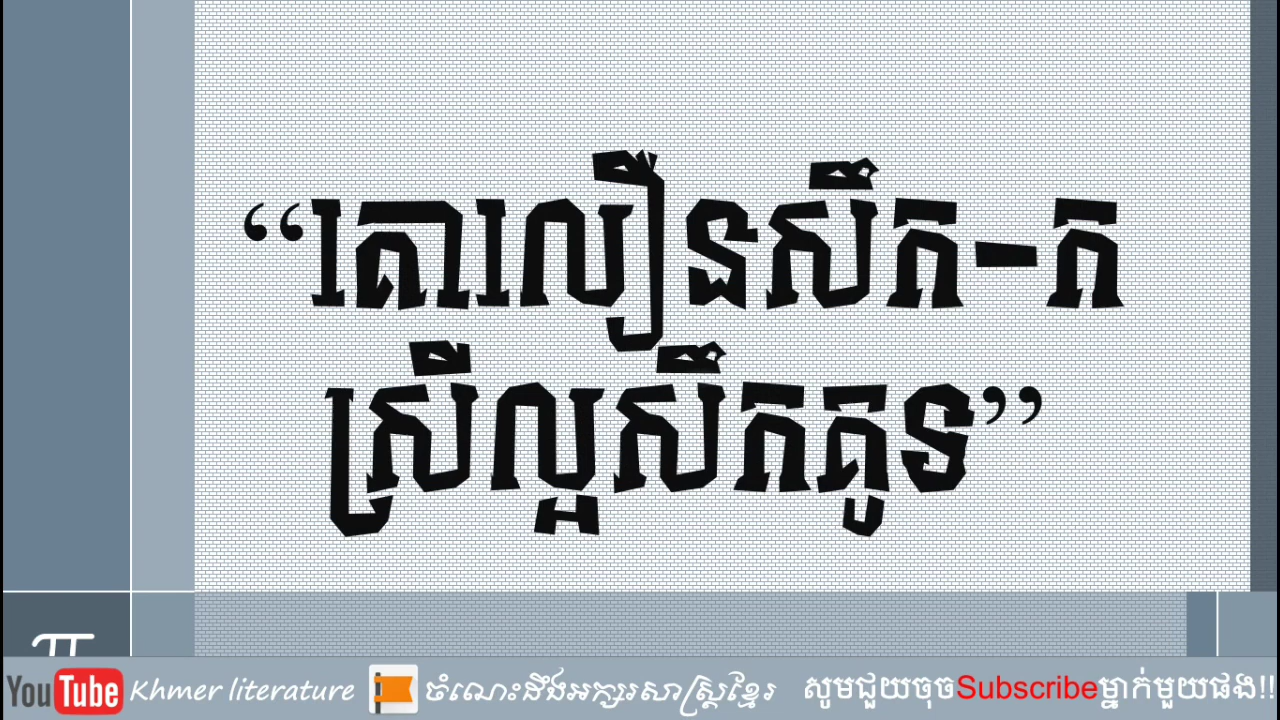 “គោលឿនសឹក-ក
ស្រីល្អសឹកគូទ”
π
YouTube Khmer literature ចំណេះដឹងអក្សរសាស្ត្រខ្មែរ សូមជួយចុចSubscribeម្នាក់មួយផង!!